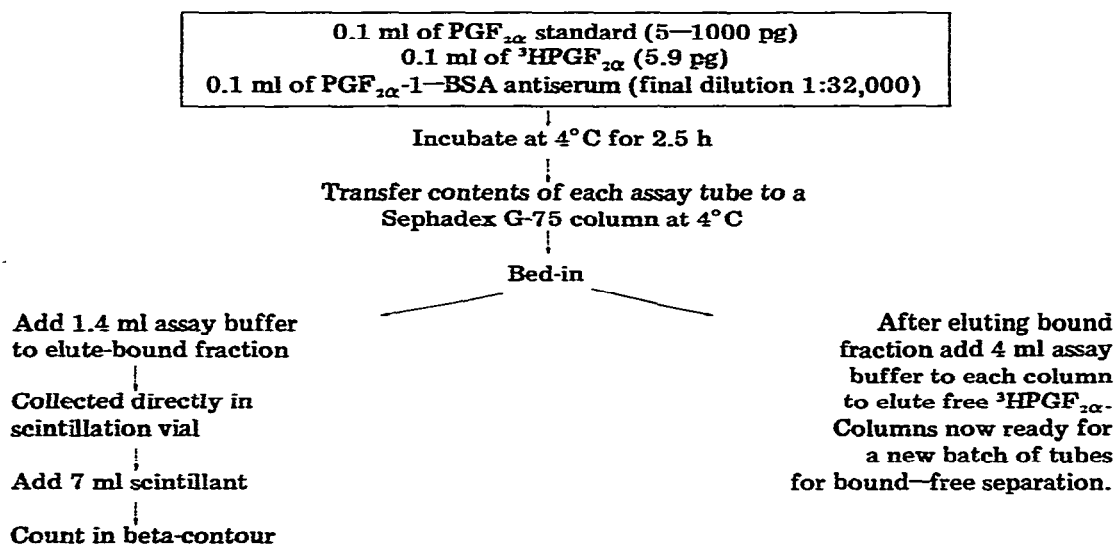 0.1 ml of PGF₂α standard (5—1000 pg)
0.1 ml of ³HPGF₂α (5.9 pg)
0.1 ml of PGF₂α-1—BSA antiserum (final dilution 1:32,000)
Incubate at 4°C for 2.5 h
Transfer contents of each assay tube to a
Sephadex G-75 column at 4°C
Bed-in
Add 1.4 ml assay buffer
to elute-bound fraction
Collected directly in
scintillation vial
Add 7 ml scintillant
Count in beta-contour
After eluting bound
fraction add 4 ml assay
buffer to each column
to elute free ³HPGF₂α.
Columns now ready for
a new batch of tubes
for bound—free separation.